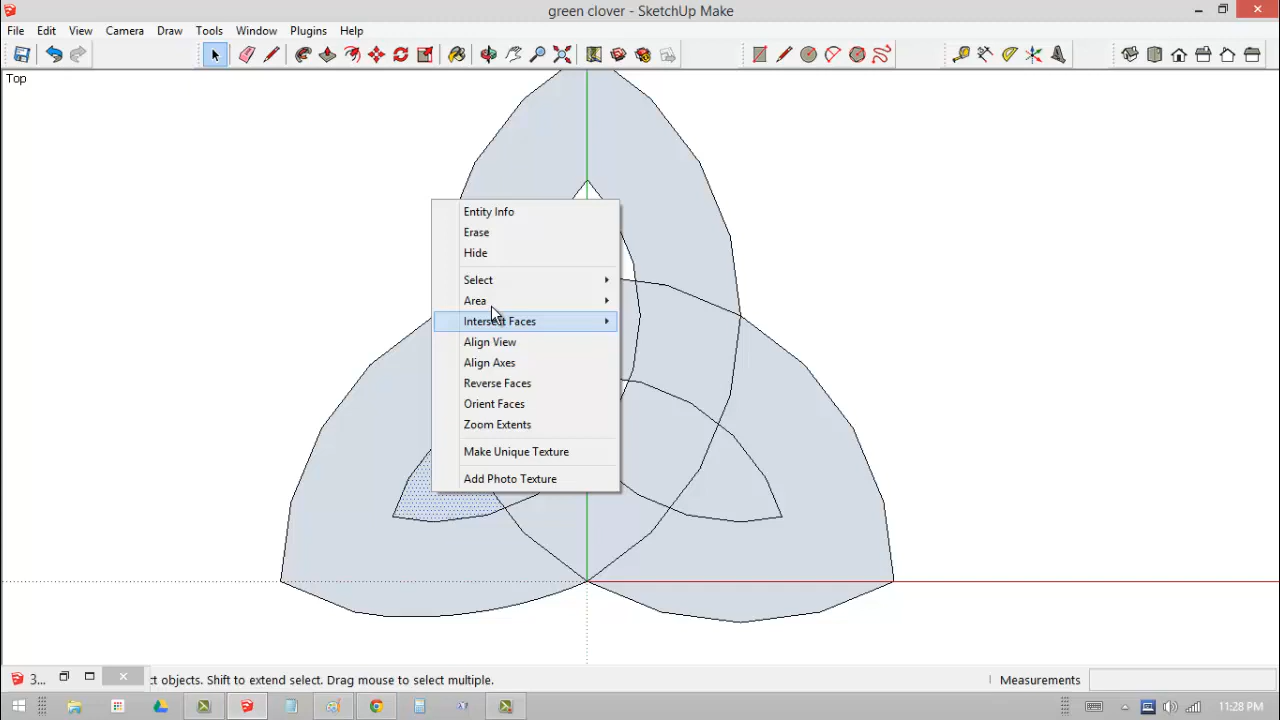 green clover - SketchUp Make
File Edit View Camera Draw Tools Window Plugins Help
Top
Entity Info
Erase
Hide
Select
Area
Intersect Faces
Align View
Align Axes
Reverse Faces
Orient Faces
Zoom Extents
Make Unique Texture
Add Photo Texture
3... ct objects. Shift to extend select. Drag mouse to select multiple. Measurements
11:28 PM